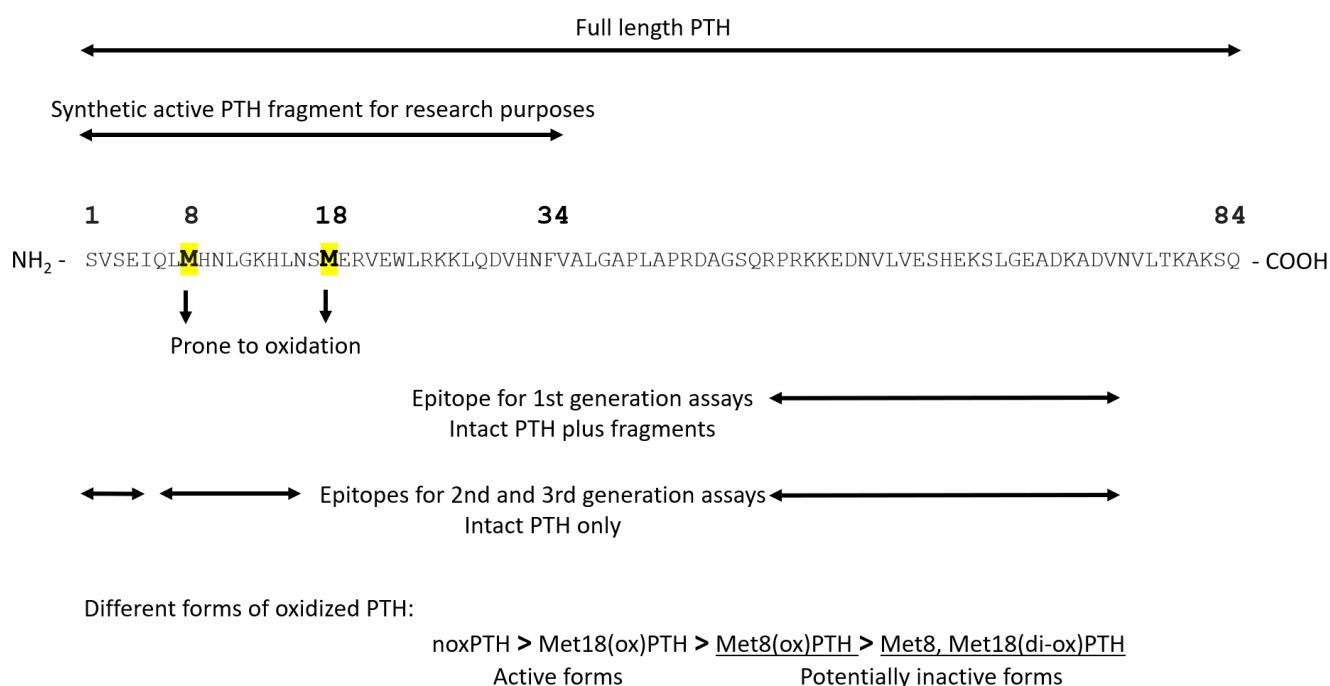 Full length PTH
Synthetic active PTH fragment for research purposes
1 8 18 34 84
NH2 - SVSEIQLMHNLGKHLNSMERVEWLRKKLQDVHNFVALGAPLAPRDAGSQRPRKKEDNVLVESHEKSLGEADKADVNVLTKAKSQ - COOH
Prone to oxidation
Epitope for 1st generation assays
Intact PTH plus fragments
Epitopes for 2nd and 3rd generation assays
Intact PTH only
Different forms of oxidized PTH:
noxPTH > Met18(ox)PTH > Met8(ox)PTH > Met8, Met18(di-ox)PTH
Active forms Potentially inactive forms